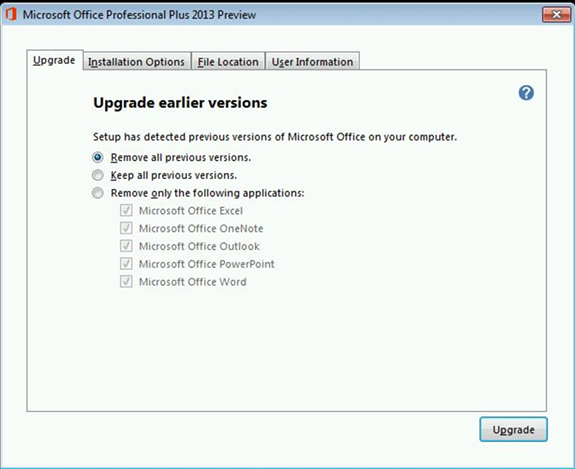 Microsoft Office Professional Plus 2013 Preview
Upgrade Installation Options File Location User Information
Upgrade earlier versions
?
Setup has detected previous versions of Microsoft Office on your computer.
Remove all previous versions.
Keep all previous versions.
Remove only the following applications:
Microsoft Office Excel
Microsoft Office OneNote
Microsoft Office Outlook
Microsoft Office PowerPoint
Microsoft Office Word
Upgrade